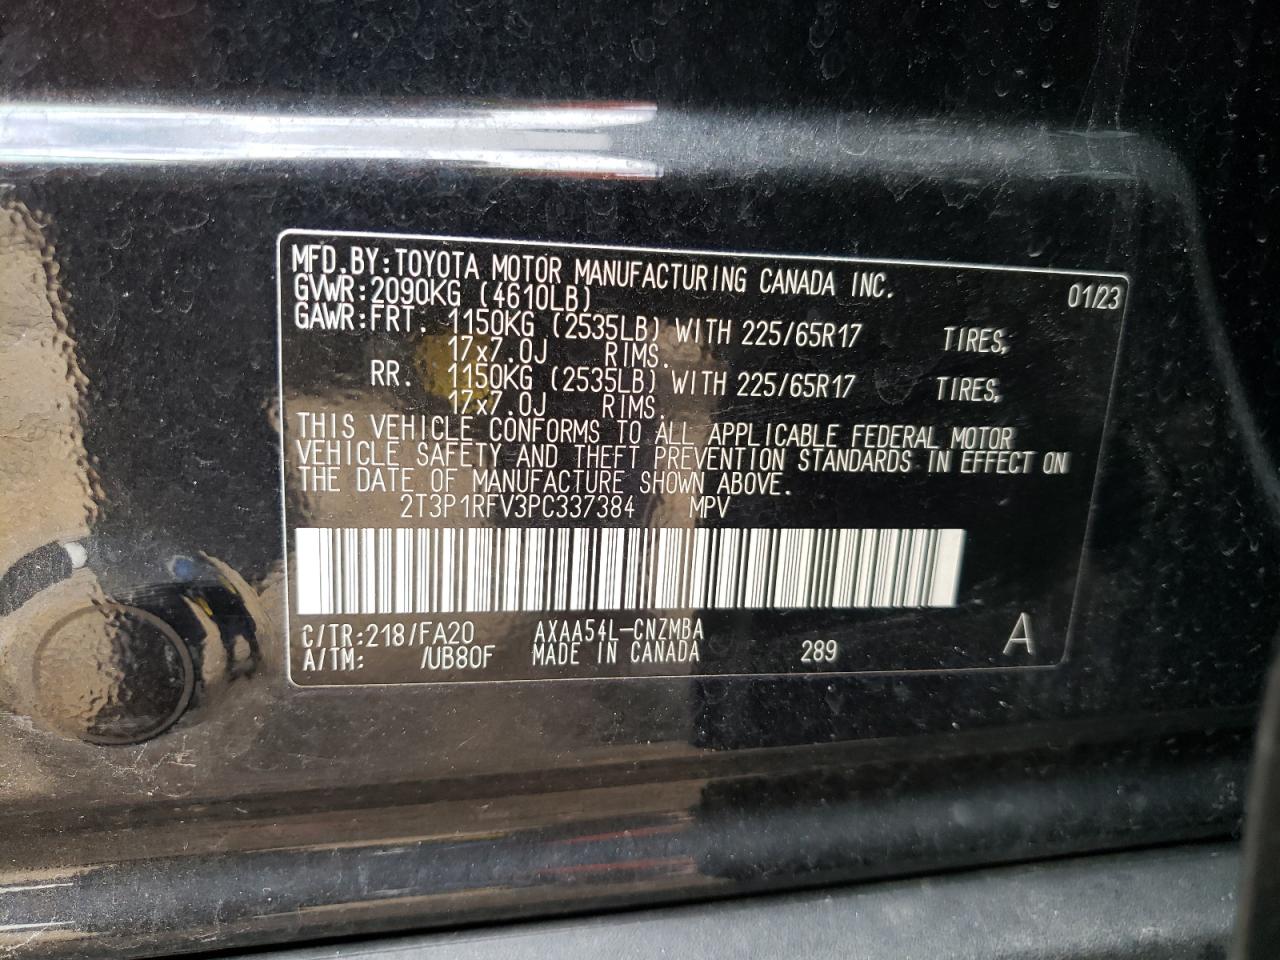 MFD.BY:TOYOTA MOTOR MANUFACTURING CANADA INC.
GVWR:2090KG (4610LB) 01/23
GAWR:FRT. 1150KG (2535LB) WITH 225/65R17 TIRES,
17x7.0J RIMS.
RR. 1150KG (2535LB) WITH 225/65R17 TIRES,
17x7.0J RIMS.
THIS VEHICLE CONFORMS TO ALL APPLICABLE FEDERAL MOTOR
VEHICLE SAFETY AND THEFT PREVENTION STANDARDS IN EFFECT ON
THE DATE OF MANUFACTURE SHOWN ABOVE.
2T3P1RFV3PC337384 MPV
C/TR:218/FA20 AXAA54L-CNZMBA
A/TM: /UB80F MADE IN CANADA 289 A